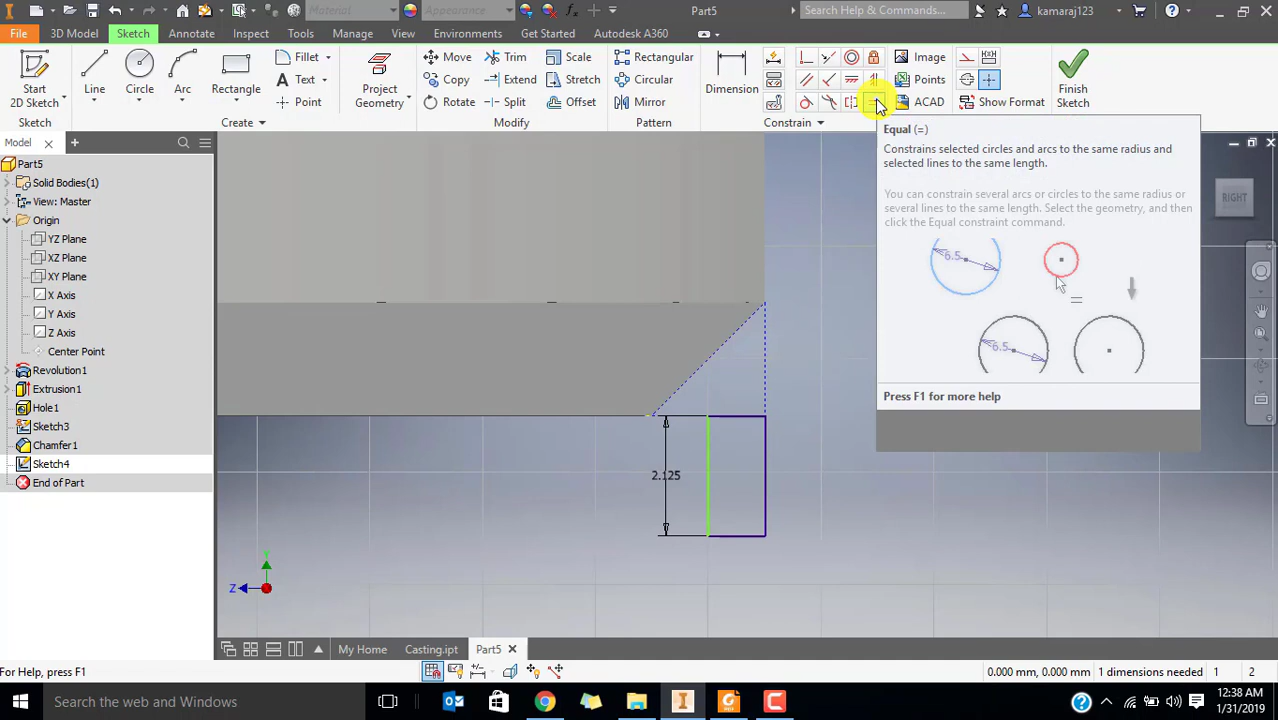 Material
Appearance
Part5
Search Help & Commands...
kamaraj123
File
3D Model
Sketch
Annotate
Inspect
Tools
Manage
View
Environments
Get Started
Autodesk A360
Start
2D Sketch
Line
Circle
Arc
Rectangle
Fillet
Text
Point
Project
Geometry
Move
Copy
Rotate
Trim
Extend
Split
Scale
Stretch
Offset
Rectangular
Circular
Mirror
Dimension
Image
Points
ACAD
Show Format
Finish
Sketch
Sketch
Create
Modify
Pattern
Constrain
Equal (=)
Constrains selected circles and arcs to the same radius and
selected lines to the same length.
You can constrain several arcs or circles to the same radius or
several lines to the same length. Select the geometry, and then
click the Equal constraint command.
6.5
6.5
Press F1 for more help
RIGHT
Model
Part5
Solid Bodies(1)
View: Master
Origin
YZ Plane
XZ Plane
XY Plane
X Axis
Y Axis
Z Axis
Center Point
Revolution1
Extrusion1
Hole1
Sketch3
Chamfer1
Sketch4
End of Part
2.125
Y
Z
My Home
Casting.ipt
Part5
For Help, press F1
0.000 mm, 0.000 mm
1 dimensions needed
1
2
Search the web and Windows
12:38 AM
1/31/2019